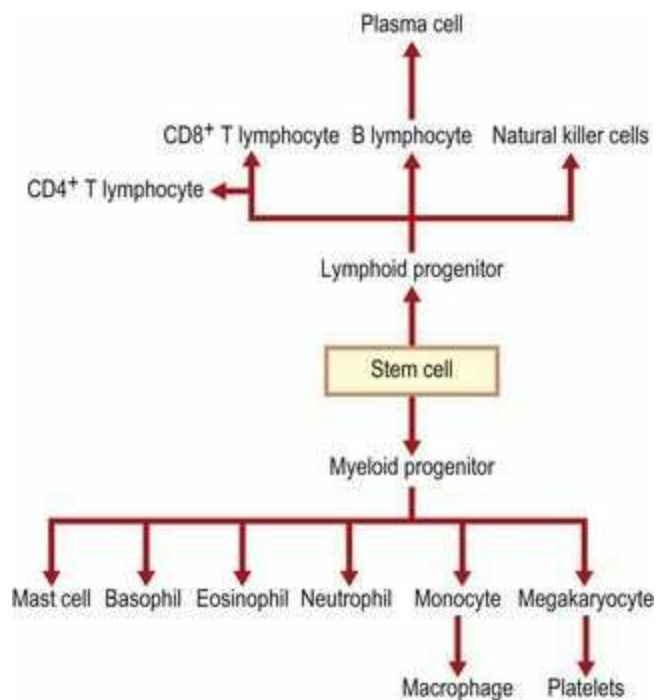 Plasma cell
CD8+ T lymphocyte B lymphocyte Natural killer cells
CD4+ T lymphocyte
Lymphoid progenitor
Stem cell
Myeloid progenitor
Mast cell Basophil Eosinophil Neutrophil Monocyte Megakaryocyte
Macrophage Platelets